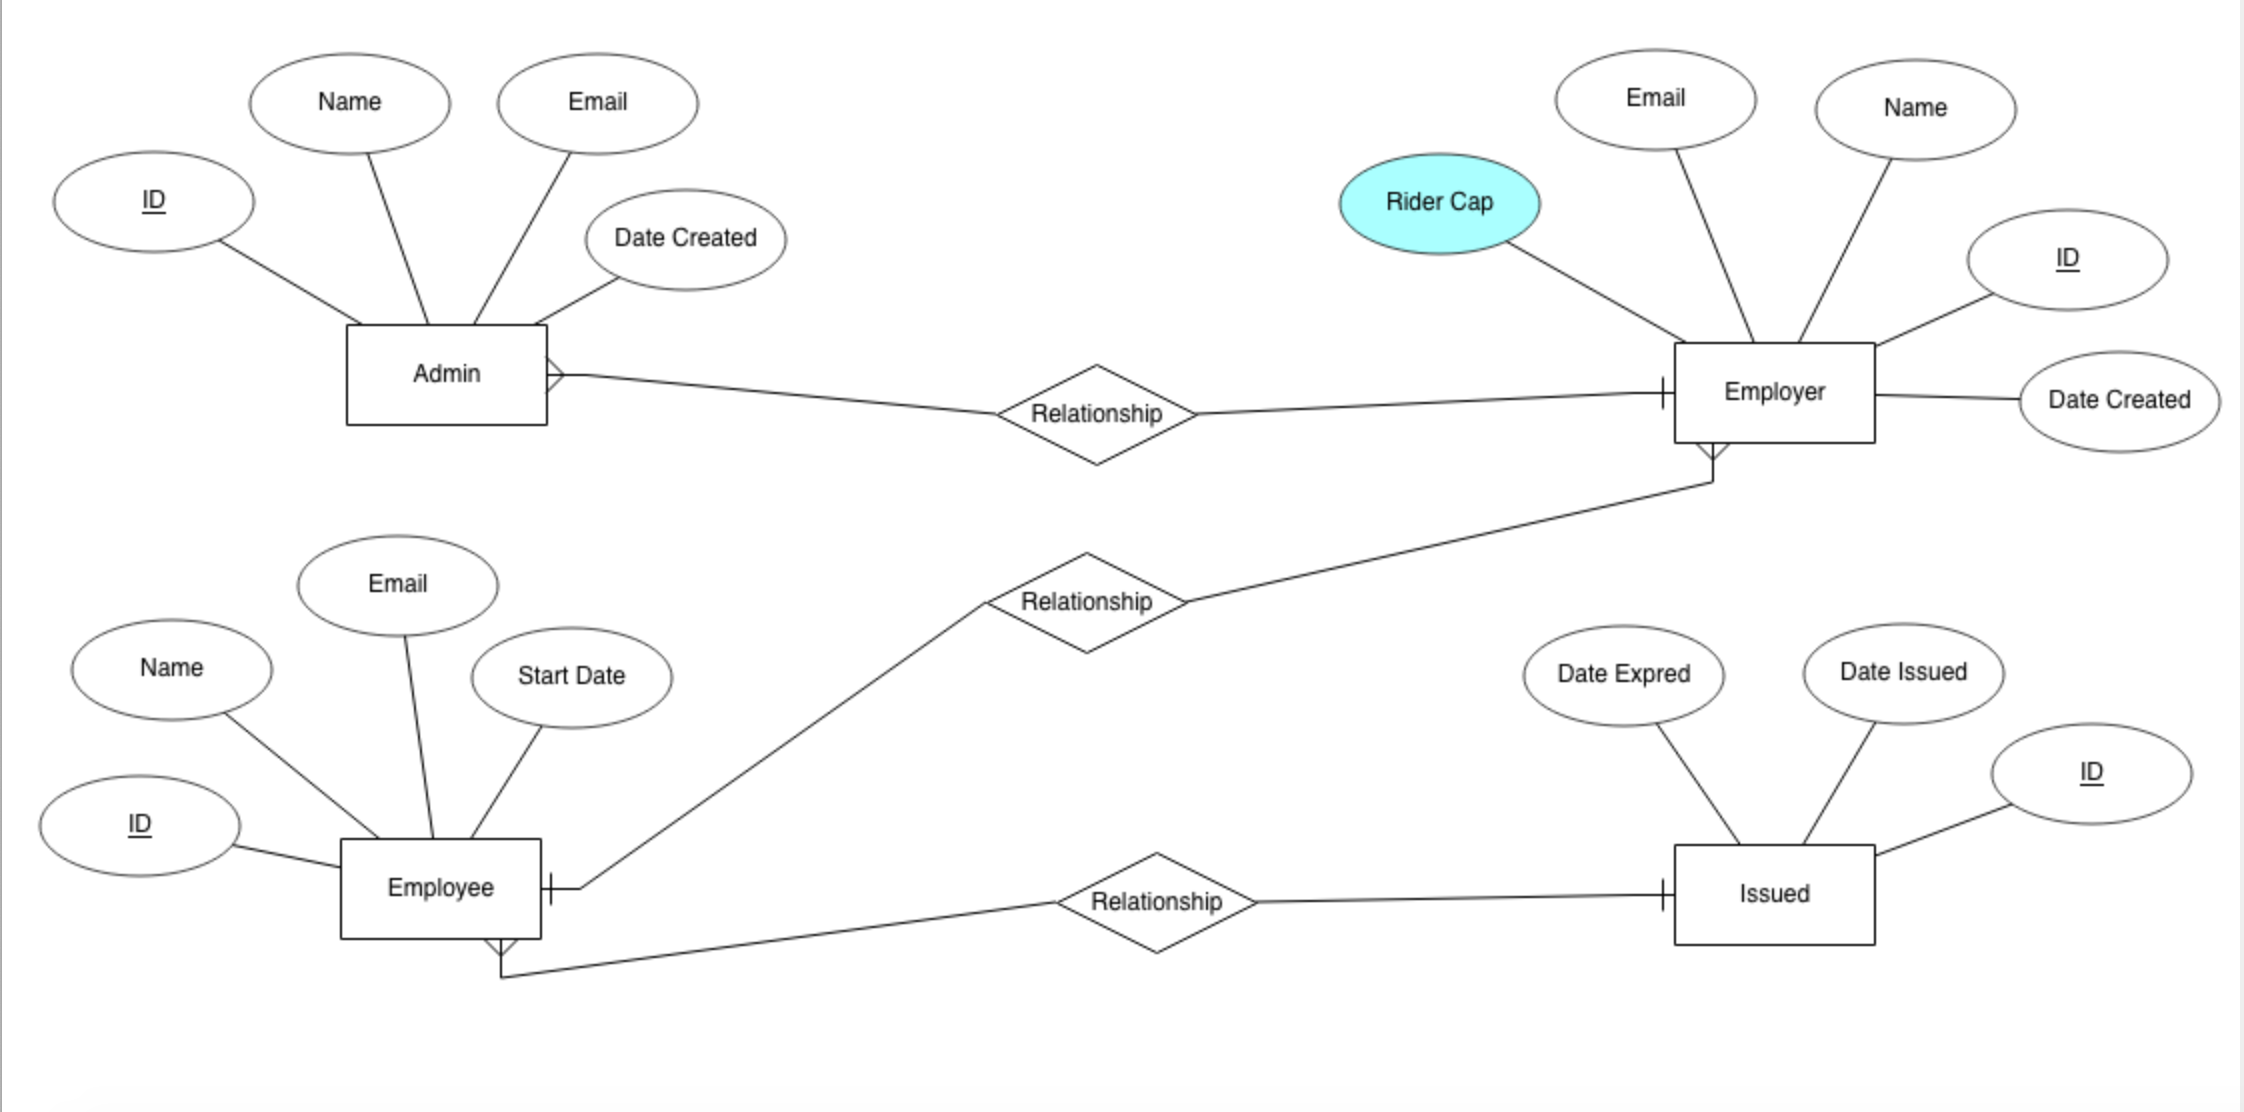 Name
Email
ID
Date Created
Admin
Relationship
Email
Name
Rider Cap
ID
Date Created
Employer
Email
Name
Start Date
ID
Employee
Relationship
Relationship
Date Expred
Date Issued
ID
Issued